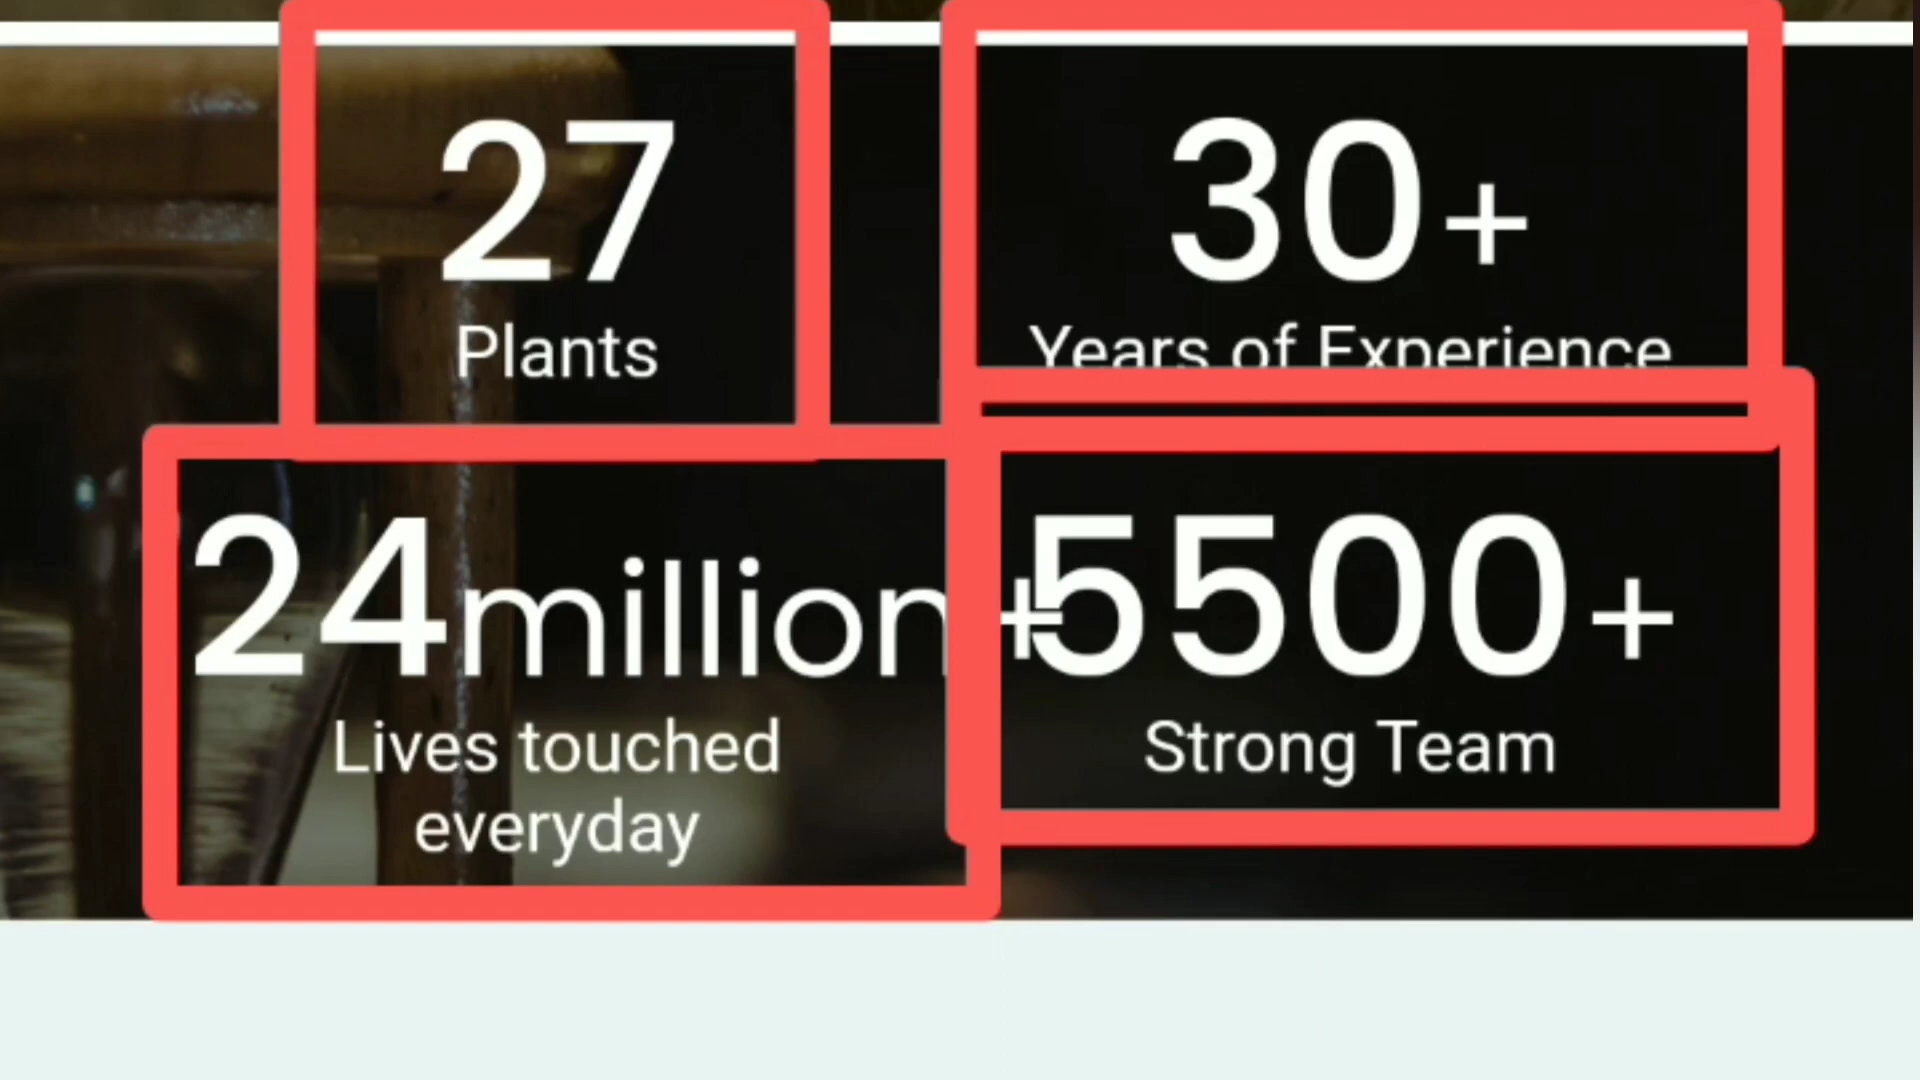 27
Plants
30+
Years of Experience
24million+
Lives touched
everyday
5500+
Strong Team